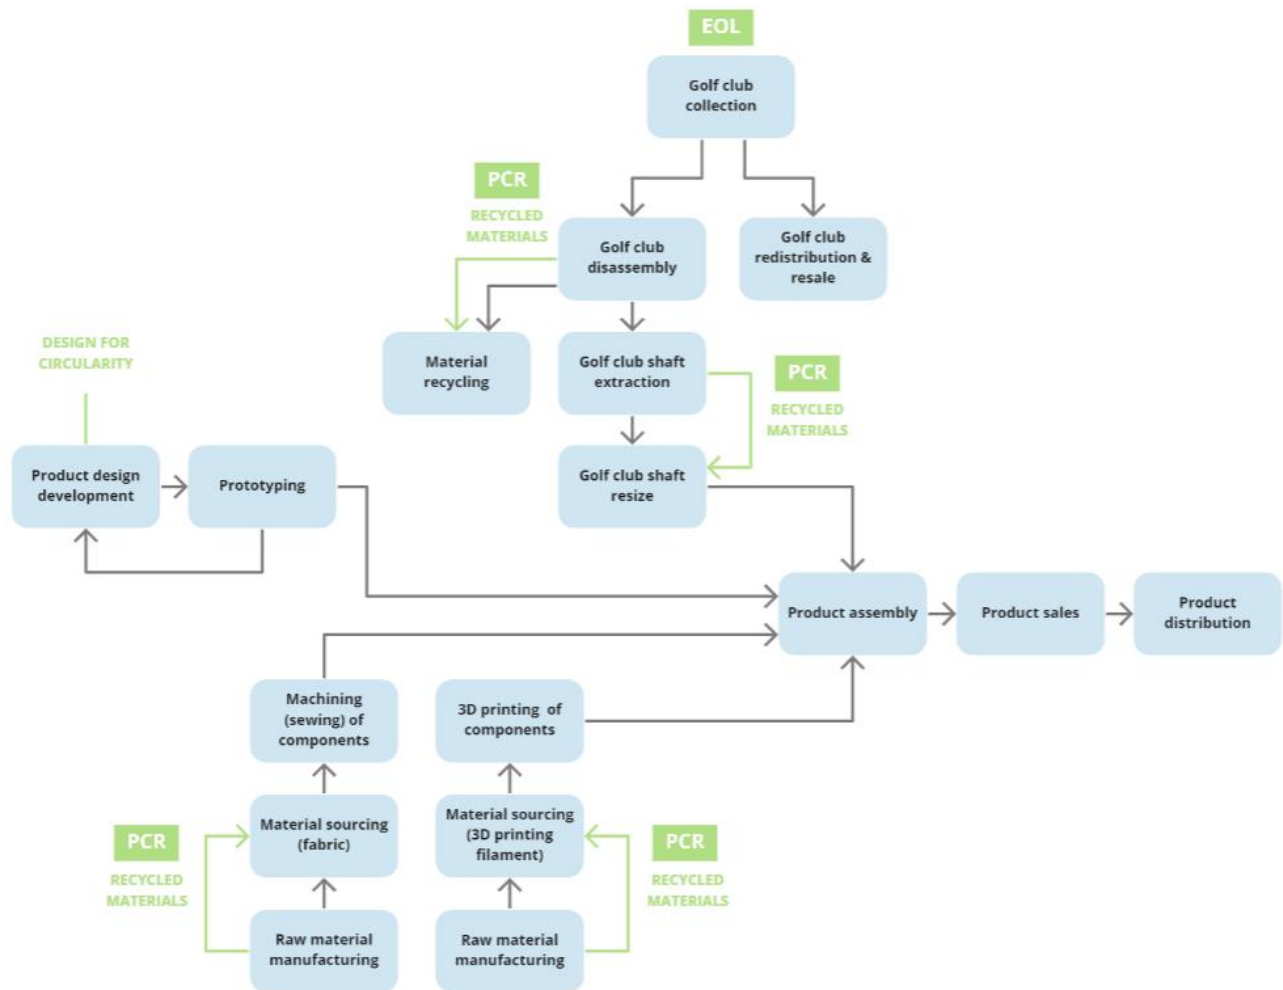 EOL
Golf club
collection
PCR
RECYCLED
MATERIALS
Golf club
disassembly
Golf club
redistribution &
resale
DESIGN FOR
CIRCULARITY
Material
recycling
Golf club shaft
extraction
PCR
RECYCLED
MATERIALS
Product design
development
Prototyping
Golf club shaft
resize
Product assembly
Product sales
Product
distribution
Machining
(sewing) of
components
3D printing of
components
PCR
RECYCLED
MATERIALS
Material sourcing
(fabric)
Material sourcing
(3D printing
filament)
PCR
RECYCLED
MATERIALS
Raw material
manufacturing
Raw material
manufacturing